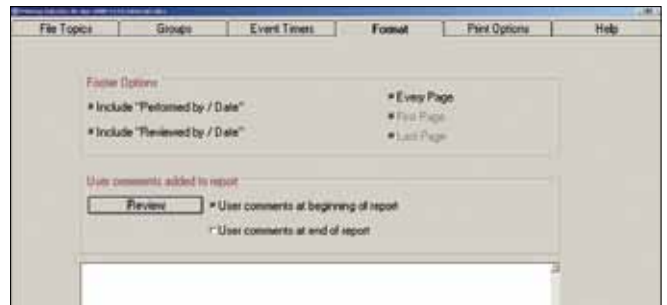 File Topics Groups Event Timers Format Print Options Help
Footer Options
Include "Performed by / Date"
Every Page
First Page
Include "Reviewed by / Date"
Last Page
User comments added to report
Review User comments at beginning of report
User comments at end of report